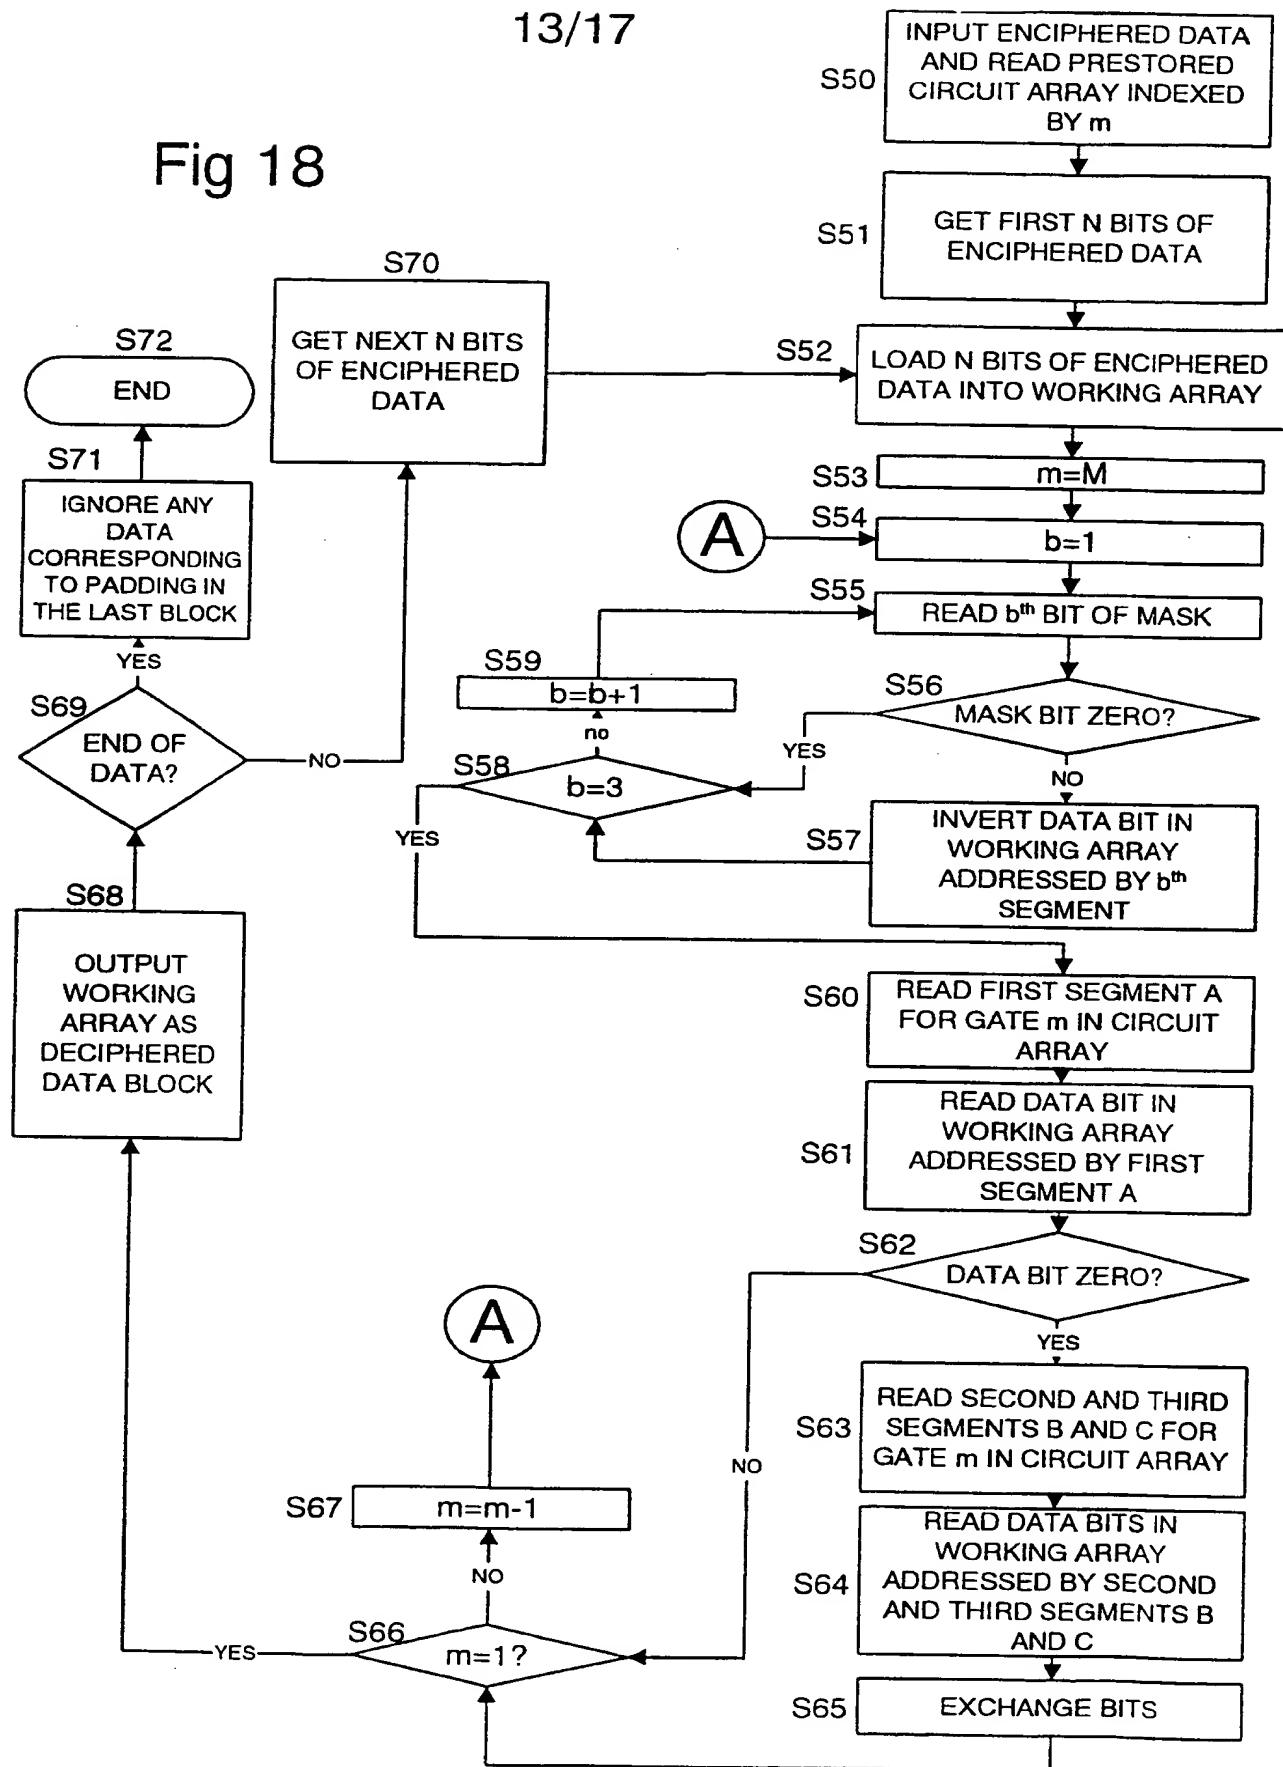 13/17
Fig 18
S50
INPUT ENCIPHERED DATA
AND READ PRESTORED
CIRCUIT ARRAY INDEXED
BY m
S51
GET FIRST N BITS OF
ENCIPHERED DATA
S70
GET NEXT N BITS
OF ENCIPHERED
DATA
S52
LOAD N BITS OF ENCIPHERED
DATA INTO WORKING ARRAY
S72
END
S71
IGNORE ANY
DATA
CORRESPONDING
TO PADDING IN
THE LAST BLOCK
YES
S69
END OF
DATA?
NO
S53
m=M
A
S54
b=1
S55
READ bth BIT OF MASK
S59
b=b+1
no
S56
MASK BIT ZERO?
YES
NO
S58
b=3
YES
S57
INVERT DATA BIT IN
WORKING ARRAY
ADDRESSED BY bth
SEGMENT
S68
OUTPUT
WORKING
ARRAY AS
DECIPHERED
DATA BLOCK
S60
READ FIRST SEGMENT A
FOR GATE m IN CIRCUIT
ARRAY
S61
READ DATA BIT IN
WORKING ARRAY
ADDRESSED BY FIRST
SEGMENT A
S62
DATA BIT ZERO?
YES
NO
S63
READ SECOND AND THIRD
SEGMENTS B AND C FOR
GATE m IN CIRCUIT ARRAY
A
S67
m=m-1
NO
S64
READ DATA BITS IN
WORKING ARRAY
ADDRESSED BY SECOND
AND THIRD SEGMENTS B
AND C
S66
m=1?
YES
S65
EXCHANGE BITS